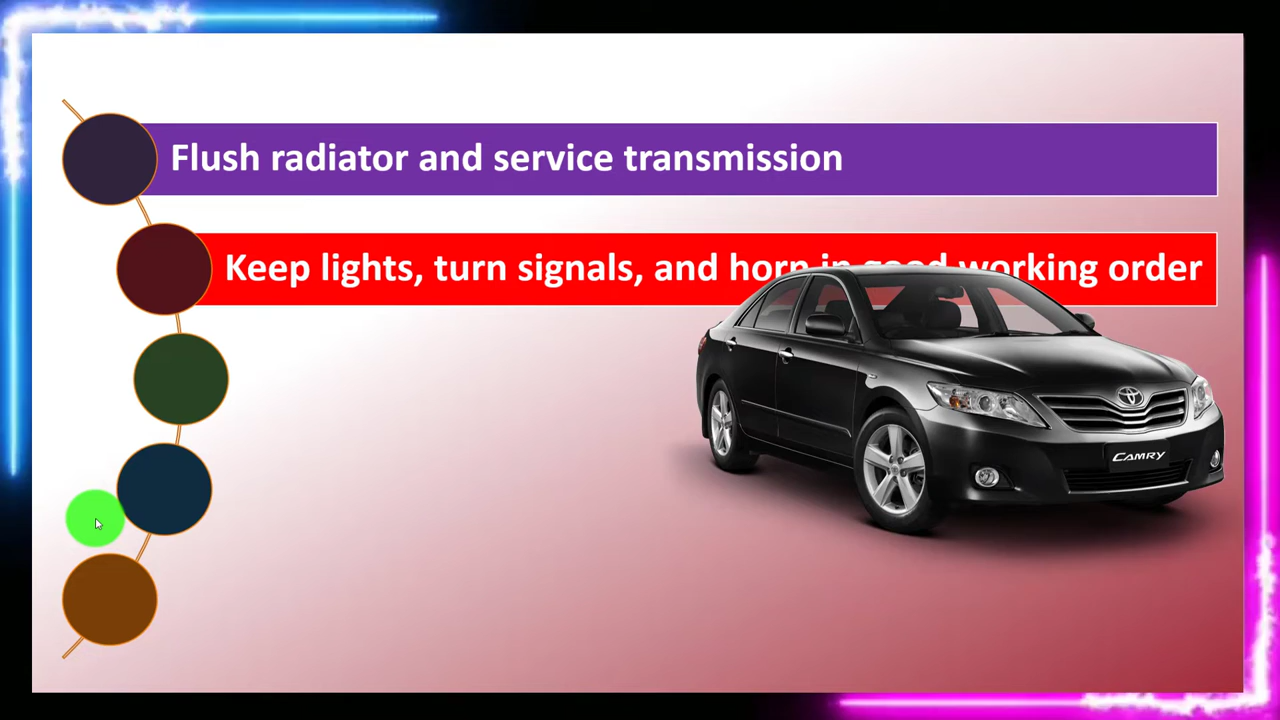 Flush radiator and service transmission
Keep lights, turn signals, and horn in good working order
CAMRY